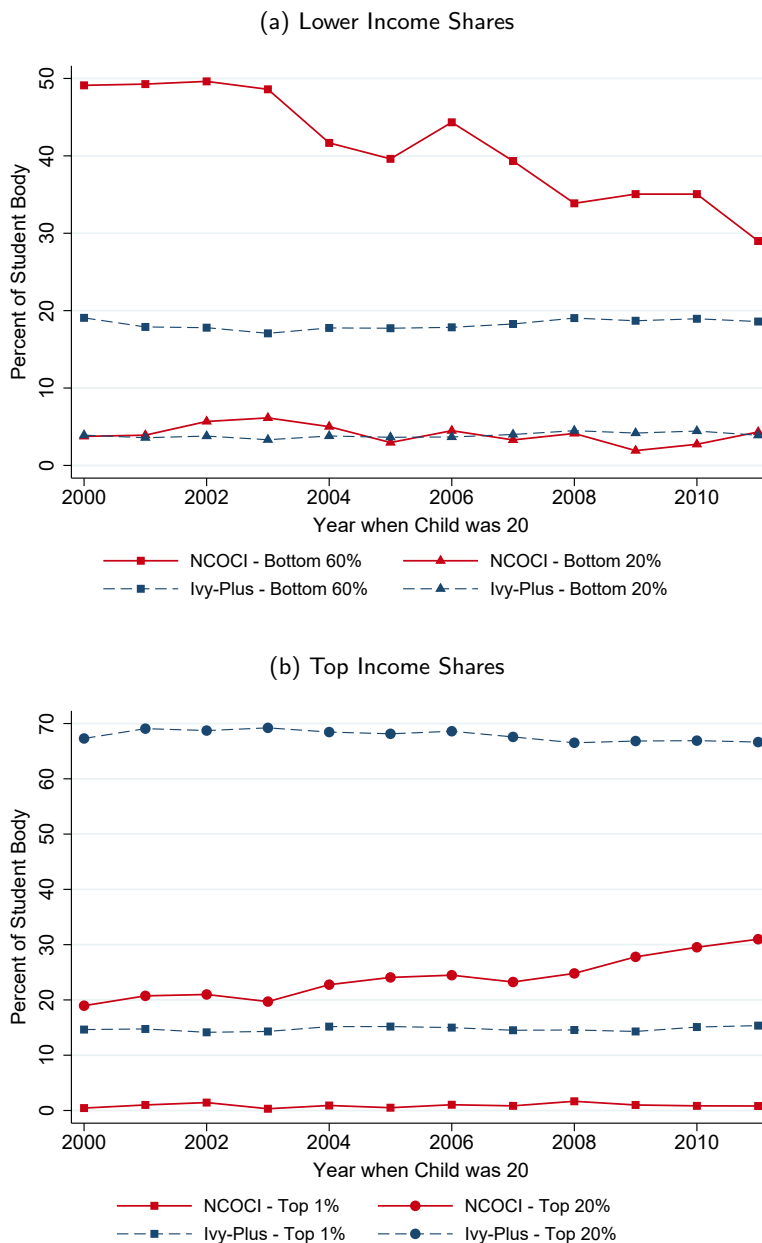 (a) Lower Income Shares
50
40
30
20
10
0
Percent of Student Body
2000 2002 2004 2006 2008 2010
Year when Child was 20
NCOCI - Bottom 60% NCOCI - Bottom 20%
Ivy-Plus - Bottom 60% Ivy-Plus - Bottom 20%
(b) Top Income Shares
70
60
50
40
30
20
10
0
Percent of Student Body
2000 2002 2004 2006 2008 2010
Year when Child was 20
NCOCI - Top 1% NCOCI - Top 20%
Ivy-Plus - Top 1% Ivy-Plus - Top 20%